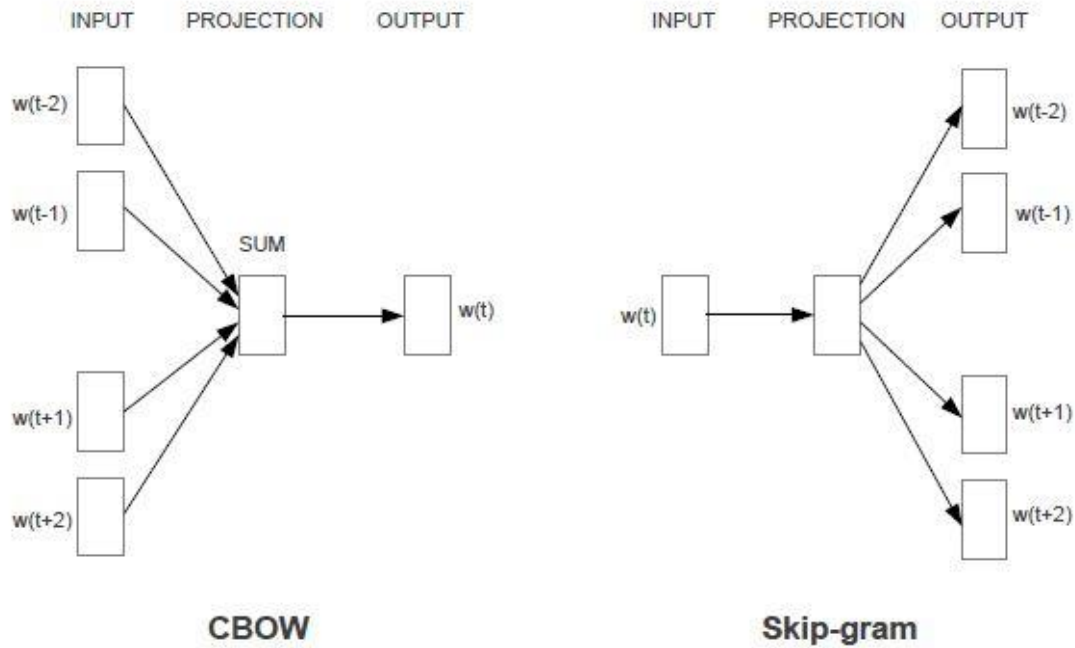 INPUT PROJECTION OUTPUT
w(t-2)
w(t-1)
SUM
w(t)
w(t+1)
w(t+2)
CBOW
INPUT PROJECTION OUTPUT
w(t-2)
w(t-1)
w(t)
w(t+1)
w(t+2)
Skip-gram